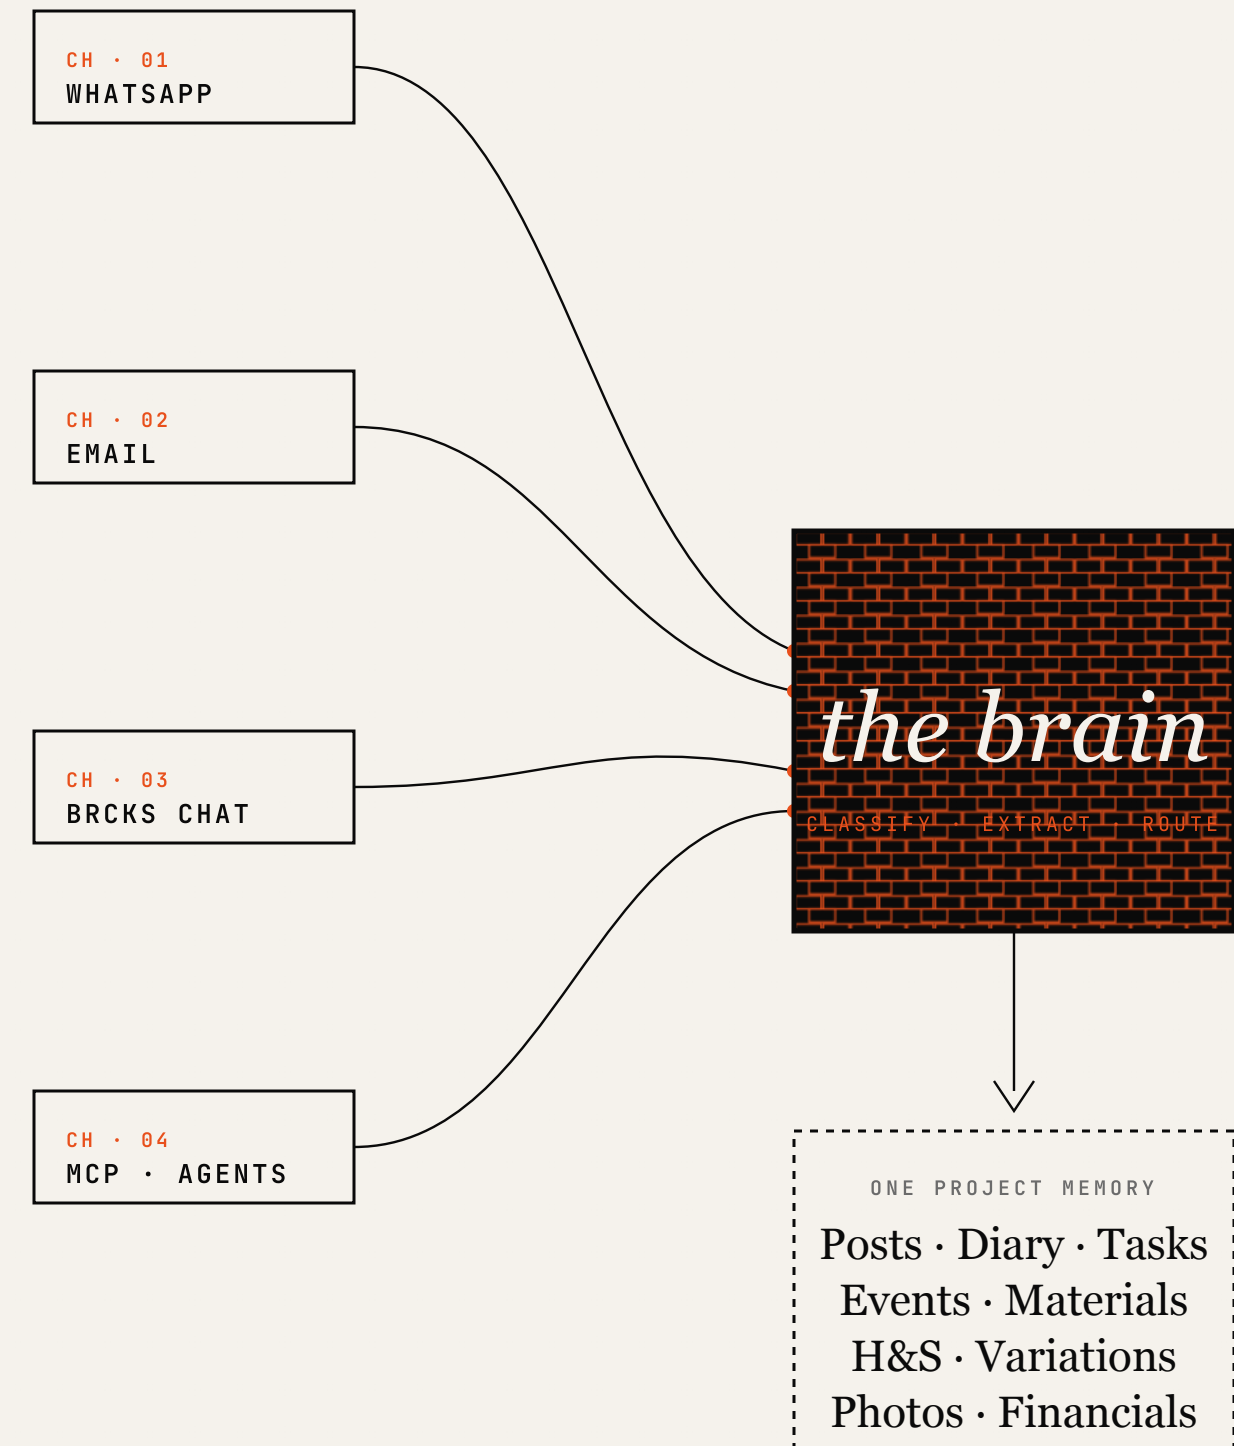 CH · 01
WHATSAPP
CH · 02
EMAIL
CH · 03
BRCKS CHAT
CH · 04
MCP · AGENTS
the brain
CLASSIFY · EXTRACT · ROUTE
ONE PROJECT MEMORY
Posts · Diary · Tasks
Events · Materials
H&S · Variations
Photos · Financials